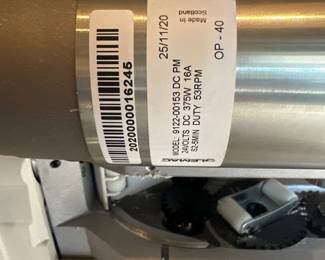 2020000016245
25/11/20
Made in
Scotland
OP - 40
MODEL: 9122-00153 DC PM
24VOLTS DC 375W 16A
S2-5MIN DUTY 53RPM